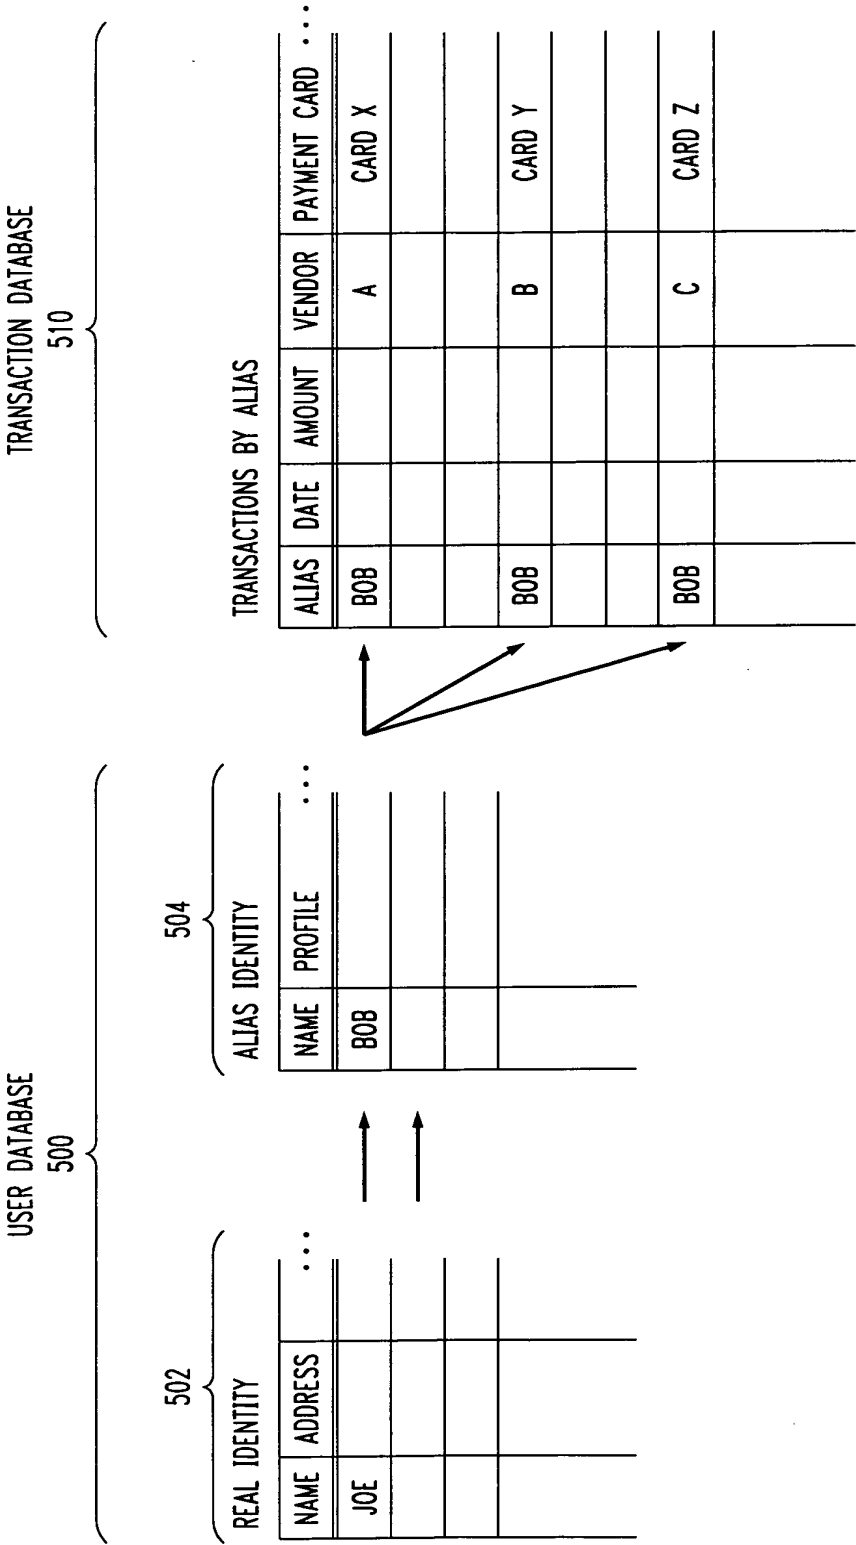 USER DATABASE
500
TRANSACTION DATABASE
510
502
504
REAL IDENTITY
ALIAS IDENTITY
TRANSACTIONS BY ALIAS
NAME ADDRESS ...
NAME PROFILE ...
ALIAS DATE AMOUNT VENDOR PAYMENT CARD ...
JOE
BOB
BOB A CARD X
BOB B CARD Y
BOB C CARD Z